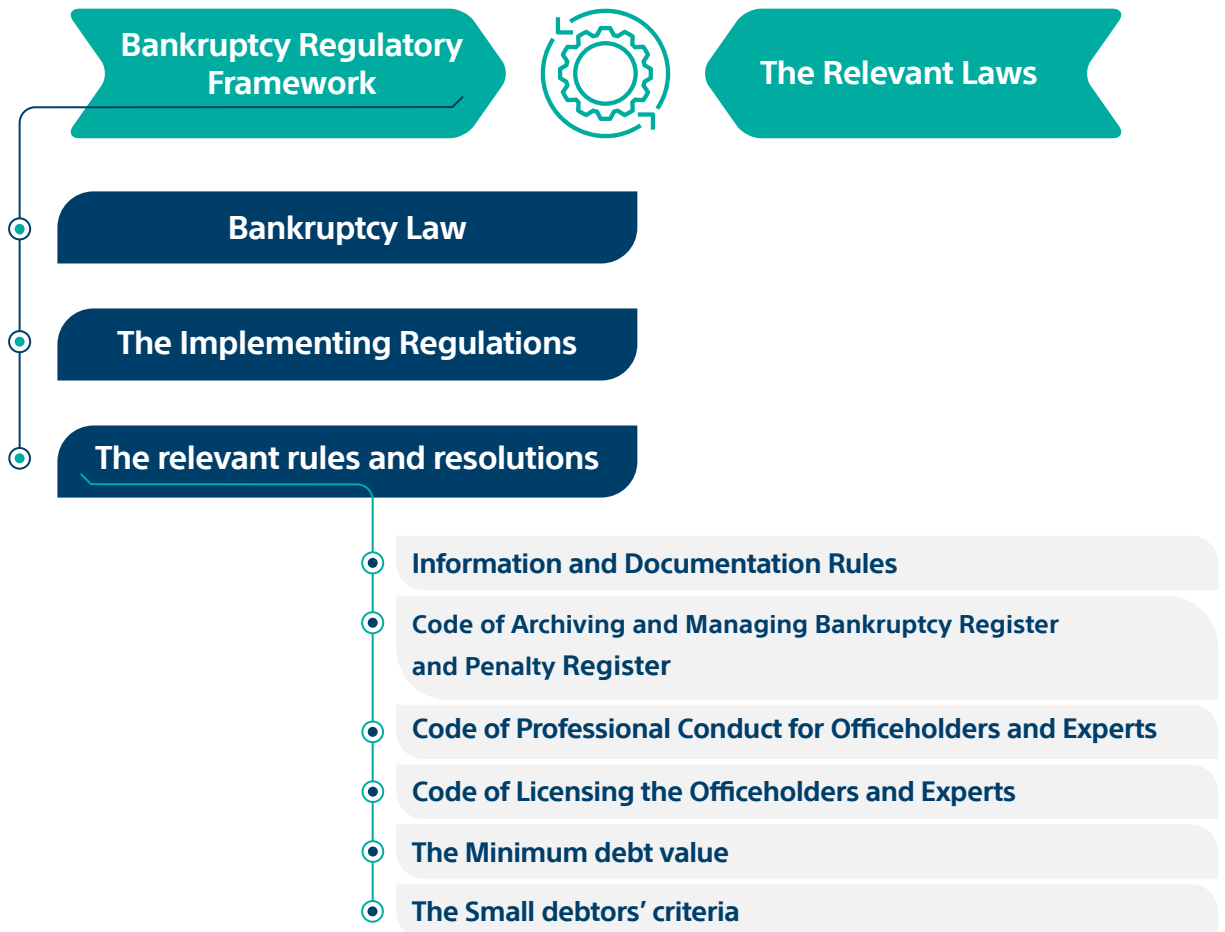 Bankruptcy Regulatory
Framework
The Relevant Laws
Bankruptcy Law
The Implementing Regulations
The relevant rules and resolutions
Information and Documentation Rules
Code of Archiving and Managing Bankruptcy Register
and Penalty Register
Code of Professional Conduct for Officeholders and Experts
Code of Licensing the Officeholders and Experts
The Minimum debt value
The Small debtors’ criteria